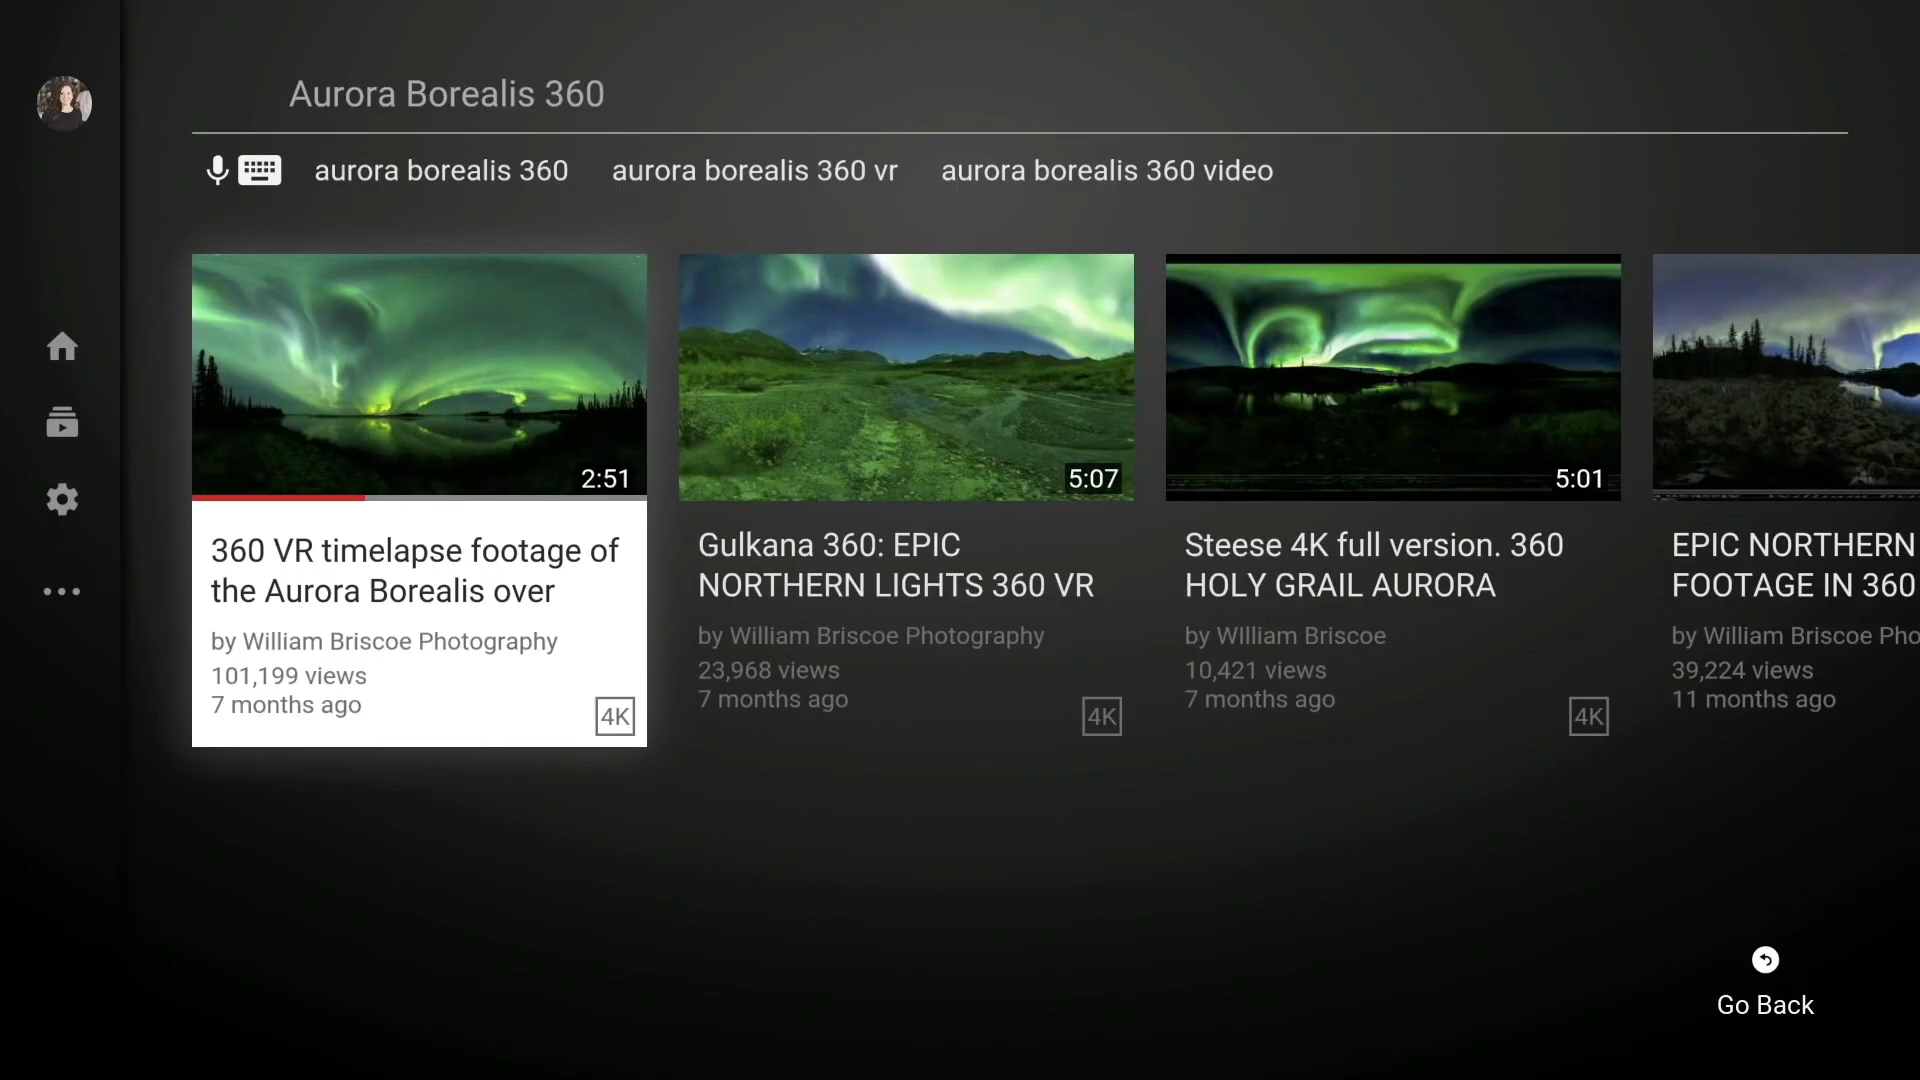 Aurora Borealis 360
aurora borealis 360 aurora borealis 360 vr aurora borealis 360 video
2:51
360 VR timelapse footage of
the Aurora Borealis over
by William Briscoe Photography
101,199 views
7 months ago
4K
5:07
Gulkana 360: EPIC
NORTHERN LIGHTS 360 VR
by William Briscoe Photography
23,968 views
7 months ago
4K
5:01
Steese 4K full version. 360
HOLY GRAIL AURORA
by WIlliam Briscoe
10,421 views
7 months ago
4K
EPIC NORTHERN
FOOTAGE IN 360
by William Briscoe Pho
39,224 views
11 months ago
Go Back